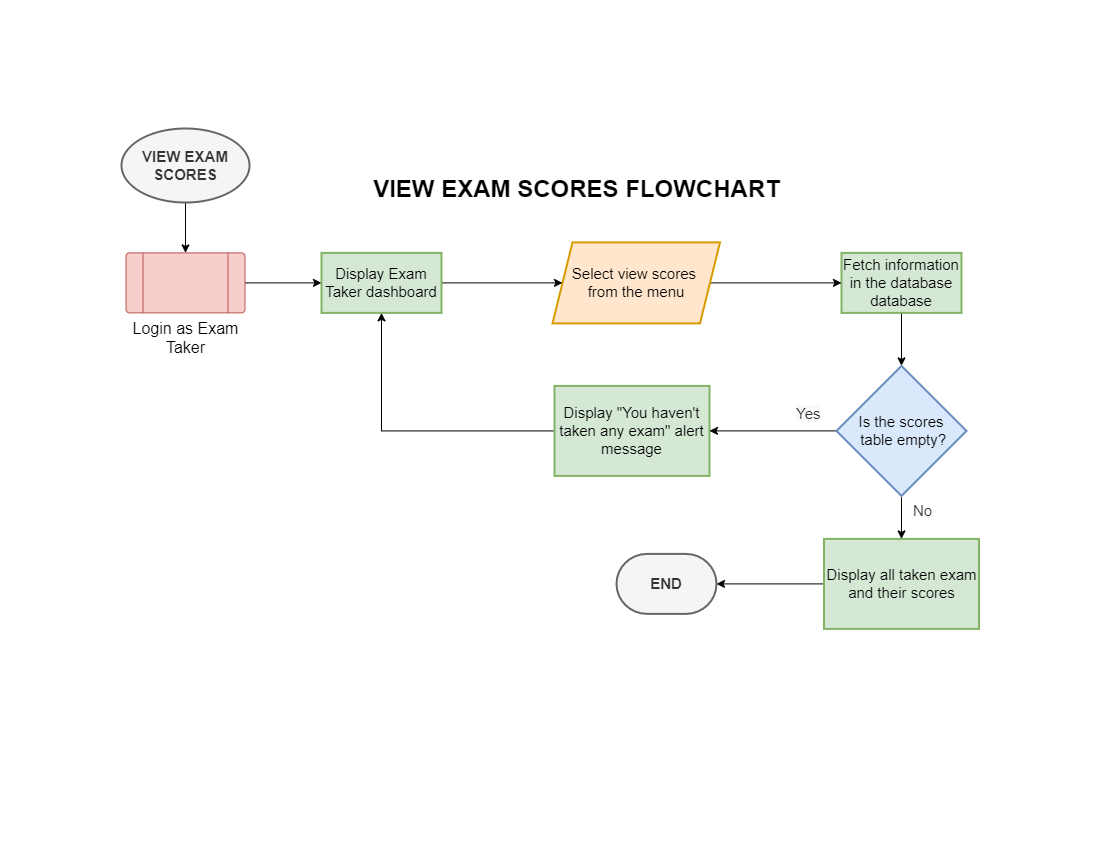 VIEW EXAM
SCORES
VIEW EXAM SCORES FLOWCHART
Login as Exam
Taker
Display Exam
Taker dashboard
Select view scores
from the menu
Fetch information
in the database
database
Is the scores
table empty?
Yes
Display "You haven't
taken any exam" alert
message
No
Display all taken exam
and their scores
END